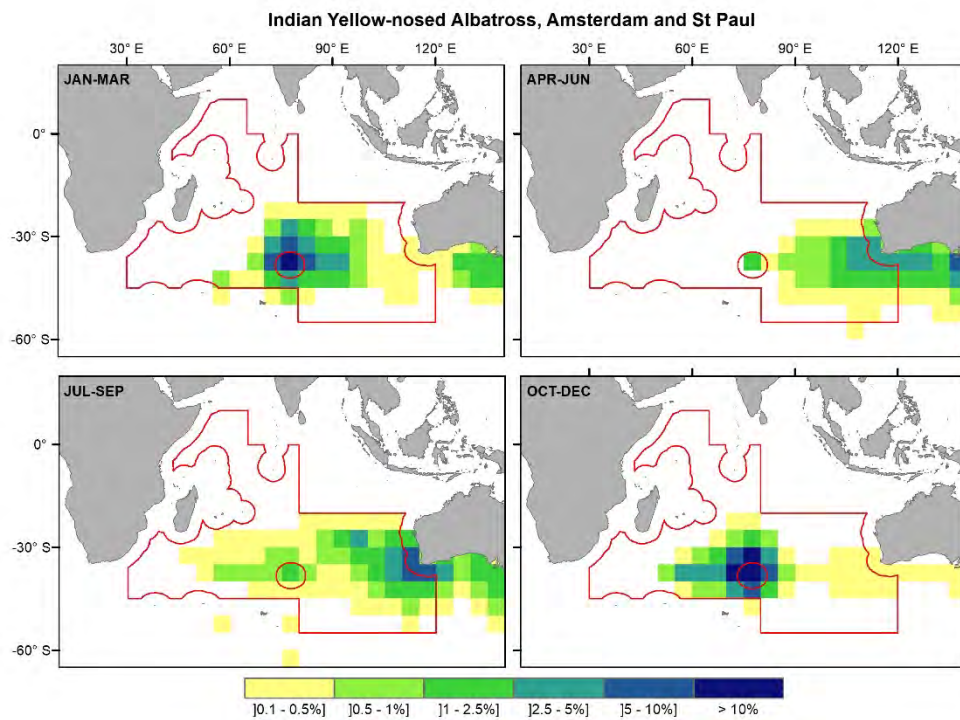 Indian Yellow-nosed Albatross, Amsterdam and St Paul
30° E 60° E 90° E 120° E 30° E 60° E 90° E 120° E
JAN-MAR APR-JUN
0°
-30°
-60° S
JUL-SEP OCT-DEC
0°
-30°
-60° S
]0.1 - 0.5%] ]0.5 - 1%] ]1 - 2.5%] ]2.5 - 5%] ]5 - 10%] > 10%